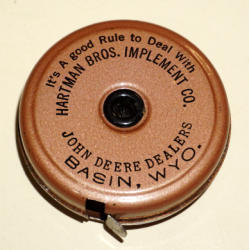 It's A good Rule to Deal With
HARTMAN BROS. IMPLEMENT CO.
JOHN DEERE DEALERS
BASIN, WYO.